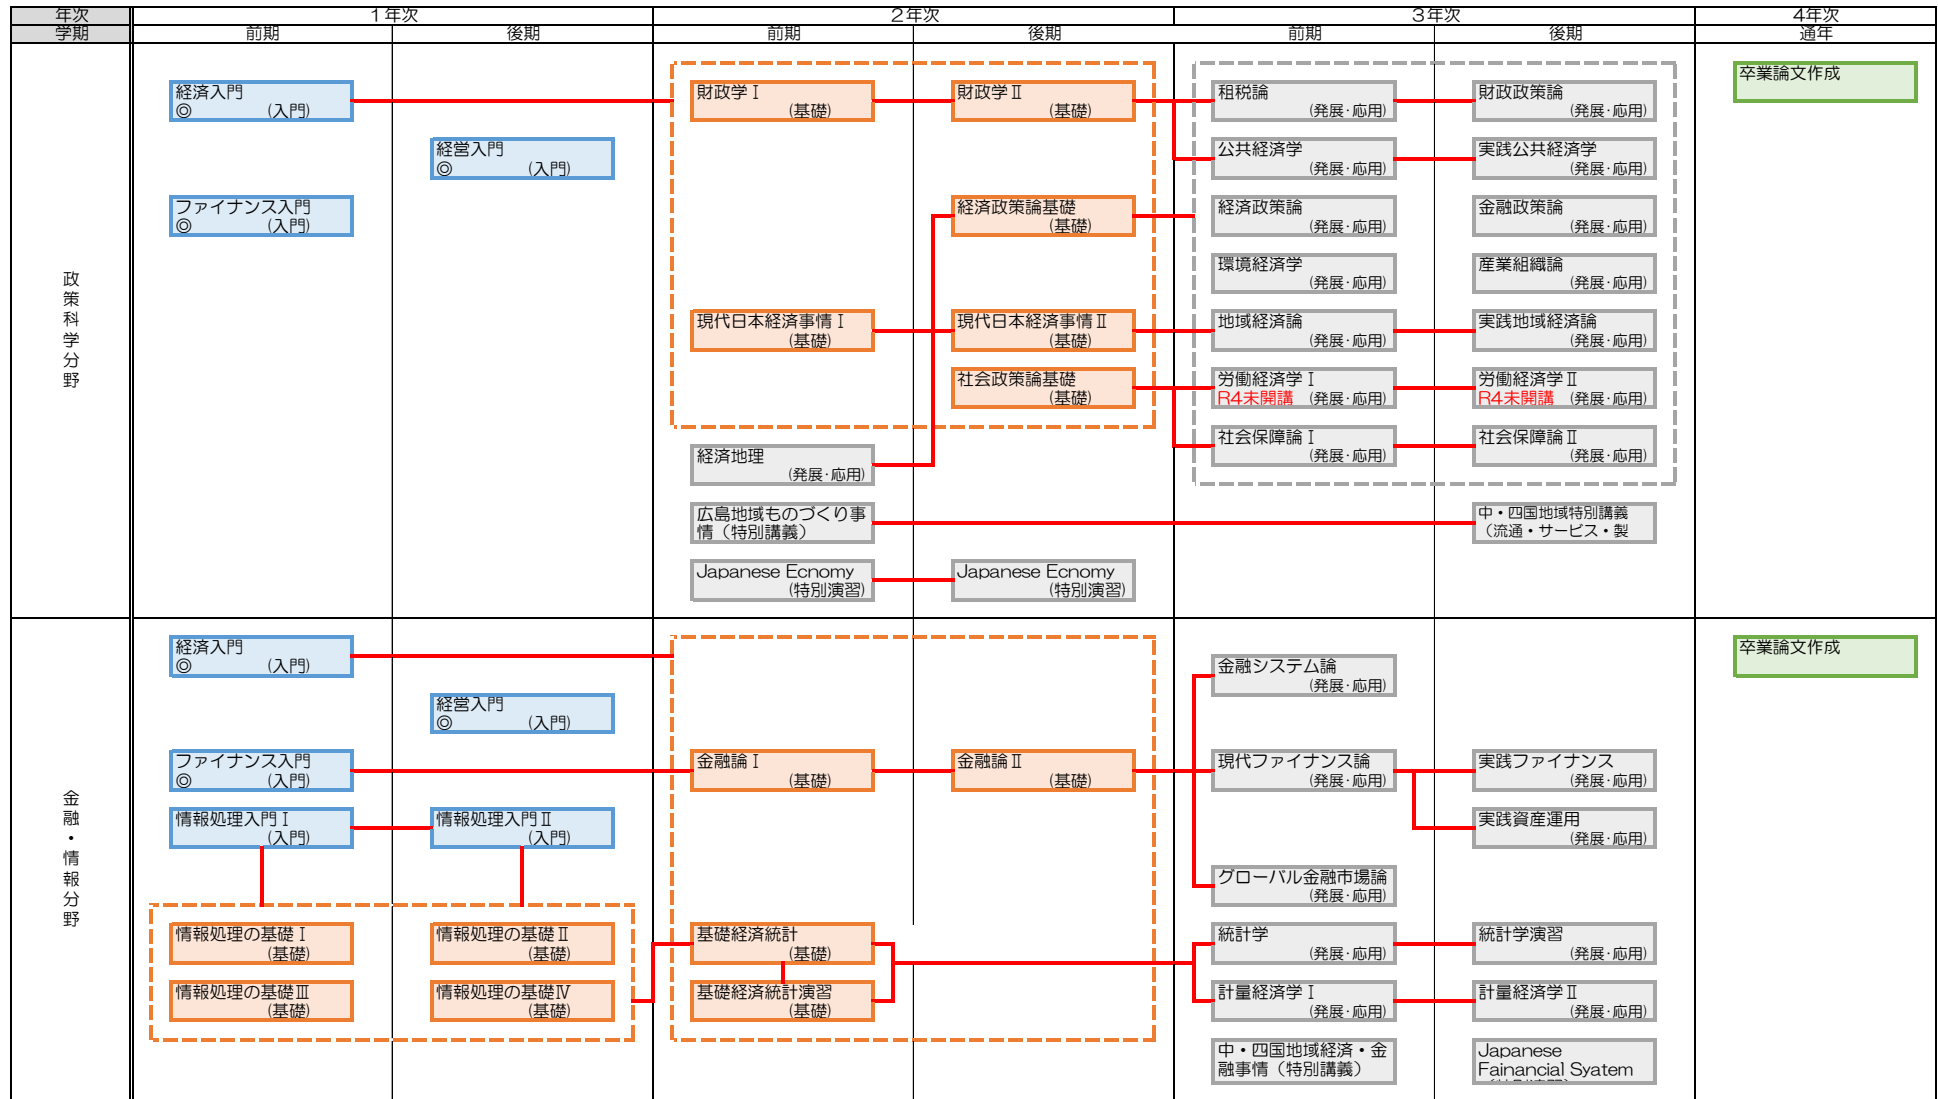 年次
1年次
2年次
3年次
4年次
学期
前期
後期
前期
後期
前期
後期
通年
政策科学分野
経済入門
◎ (入門)
財政学Ⅰ
(基礎)
財政学Ⅱ
(基礎)
租税論
(発展・応用)
財政政策論
(発展・応用)
卒業論文作成
経営入門
◎ (入門)
公共経済学
(発展・応用)
実践公共経済学
(発展・応用)
ファイナンス入門
◎ (入門)
経済政策論基礎
(基礎)
経済政策論
(発展・応用)
金融政策論
(発展・応用)
環境経済学
(発展・応用)
産業組織論
(発展・応用)
現代日本経済事情Ⅰ
(基礎)
現代日本経済事情Ⅱ
(基礎)
地域経済論
(発展・応用)
実践地域経済論
(発展・応用)
社会政策論基礎
(基礎)
労働経済学Ⅰ
R4未開講 (発展・応用)
労働経済学Ⅱ
R4未開講 (発展・応用)
経済地理
(発展・応用)
社会保障論Ⅰ
(発展・応用)
社会保障論Ⅱ
(発展・応用)
広島地域ものづくり事
情（特別講義）
中・四国地域特別講義
（流通・サービス・製
Japanese Ecnomy
(特別演習)
Japanese Ecnomy
(特別演習)
金融・情報分野
経済入門
◎ (入門)
金融システム論
(発展・応用)
卒業論文作成
経営入門
◎ (入門)
ファイナンス入門
◎ (入門)
金融論Ⅰ
(基礎)
金融論Ⅱ
(基礎)
現代ファイナンス論
(発展・応用)
実践ファイナンス
(発展・応用)
情報処理入門Ⅰ
(入門)
情報処理入門Ⅱ
(入門)
実践資産運用
(発展・応用)
グローバル金融市場論
(発展・応用)
情報処理の基礎Ⅰ
(基礎)
情報処理の基礎Ⅱ
(基礎)
基礎経済統計
(基礎)
統計学
(発展・応用)
統計学演習
(発展・応用)
情報処理の基礎Ⅲ
(基礎)
情報処理の基礎Ⅳ
(基礎)
基礎経済統計演習
(基礎)
計量経済学Ⅰ
(発展・応用)
計量経済学Ⅱ
(発展・応用)
中・四国地域経済・金
融事情（特別講義）
Japanese
Fainancial Syatem